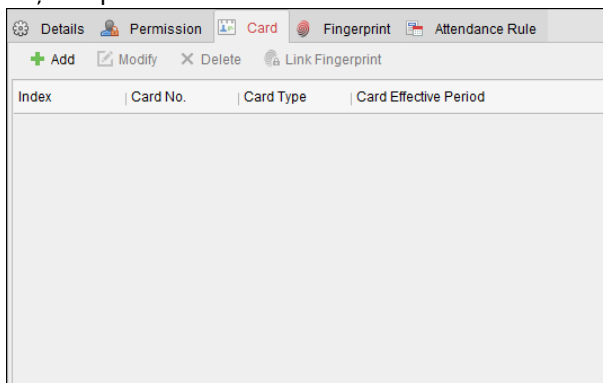 Details Permission Card Fingerprint Attendance Rule
Add Modify Delete Link Fingerprint
Index Card No. Card Type Card Effective Period